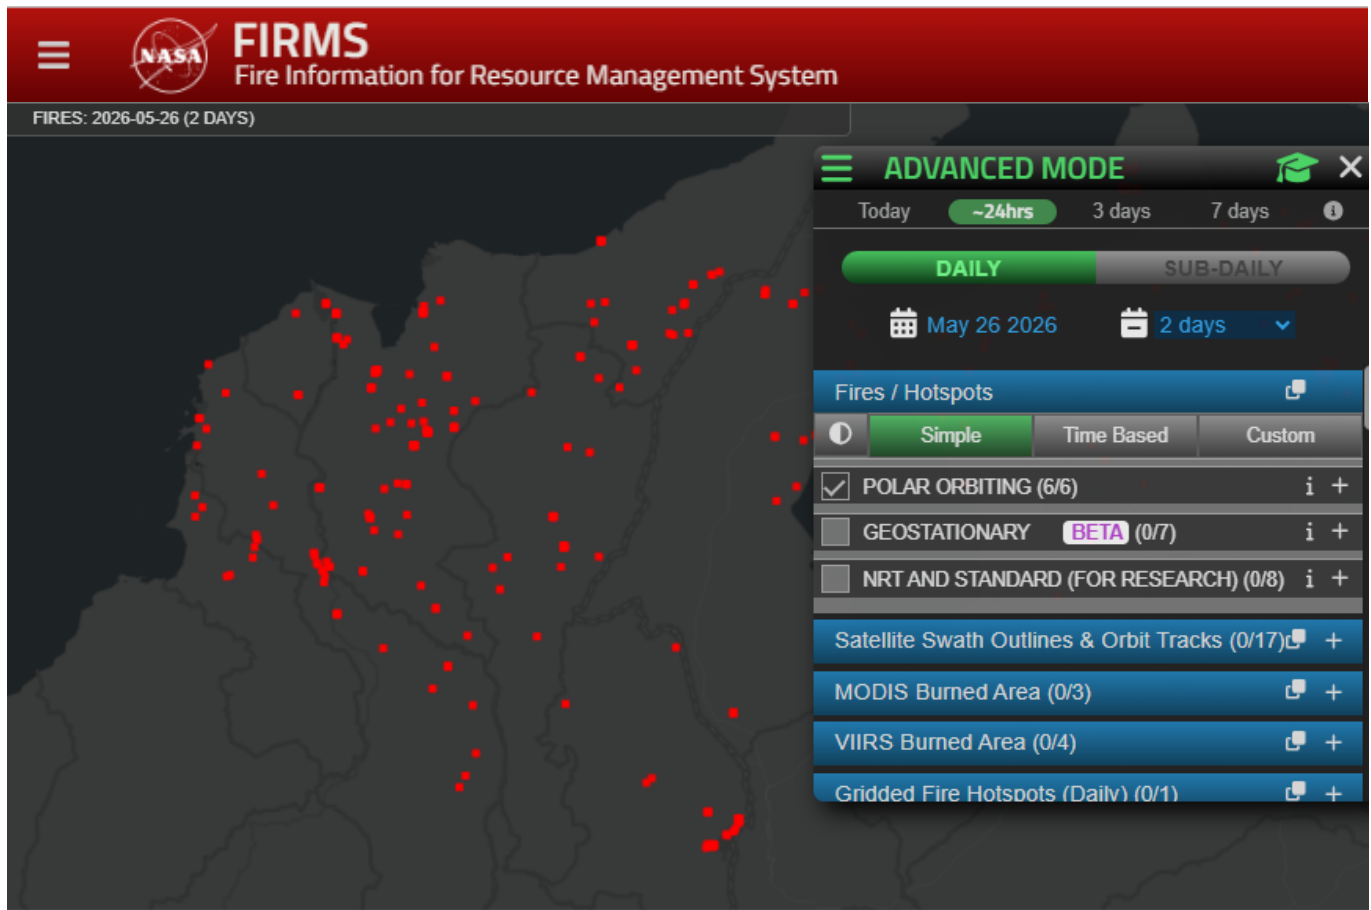 NASA
FIRMS
Fire Information for Resource Management System
FIRES: 2026-05-26 (2 DAYS)
ADVANCED MODE
Today ~24hrs 3 days 7 days
DAILY SUB-DAILY
May 26 2026 2 days
Fires / Hotspots
Simple Time Based Custom
POLAR ORBITING (6/6) i +
GEOSTATIONARY BETA (0/7) i +
NRT AND STANDARD (FOR RESEARCH) (0/8) i +
Satellite Swath Outlines & Orbit Tracks (0/17) +
MODIS Burned Area (0/3) +
VIIRS Burned Area (0/4) +
Gridded Fire Hotspots (Daily) (0/1) +